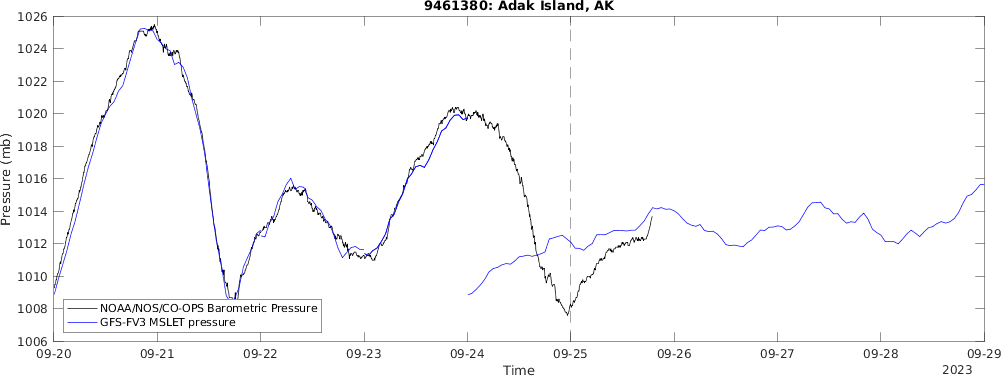 9461380: Adak Island, AK
Pressure (mb)
1026
1024
1022
1020
1018
1016
1014
1012
1010
1008
1006
NOAA/NOS/CO-OPS Barometric Pressure
GFS-FV3 MSLET pressure
09-20 09-21 09-22 09-23 09-24 09-25 09-26 09-27 09-28 09-29
Time
2023